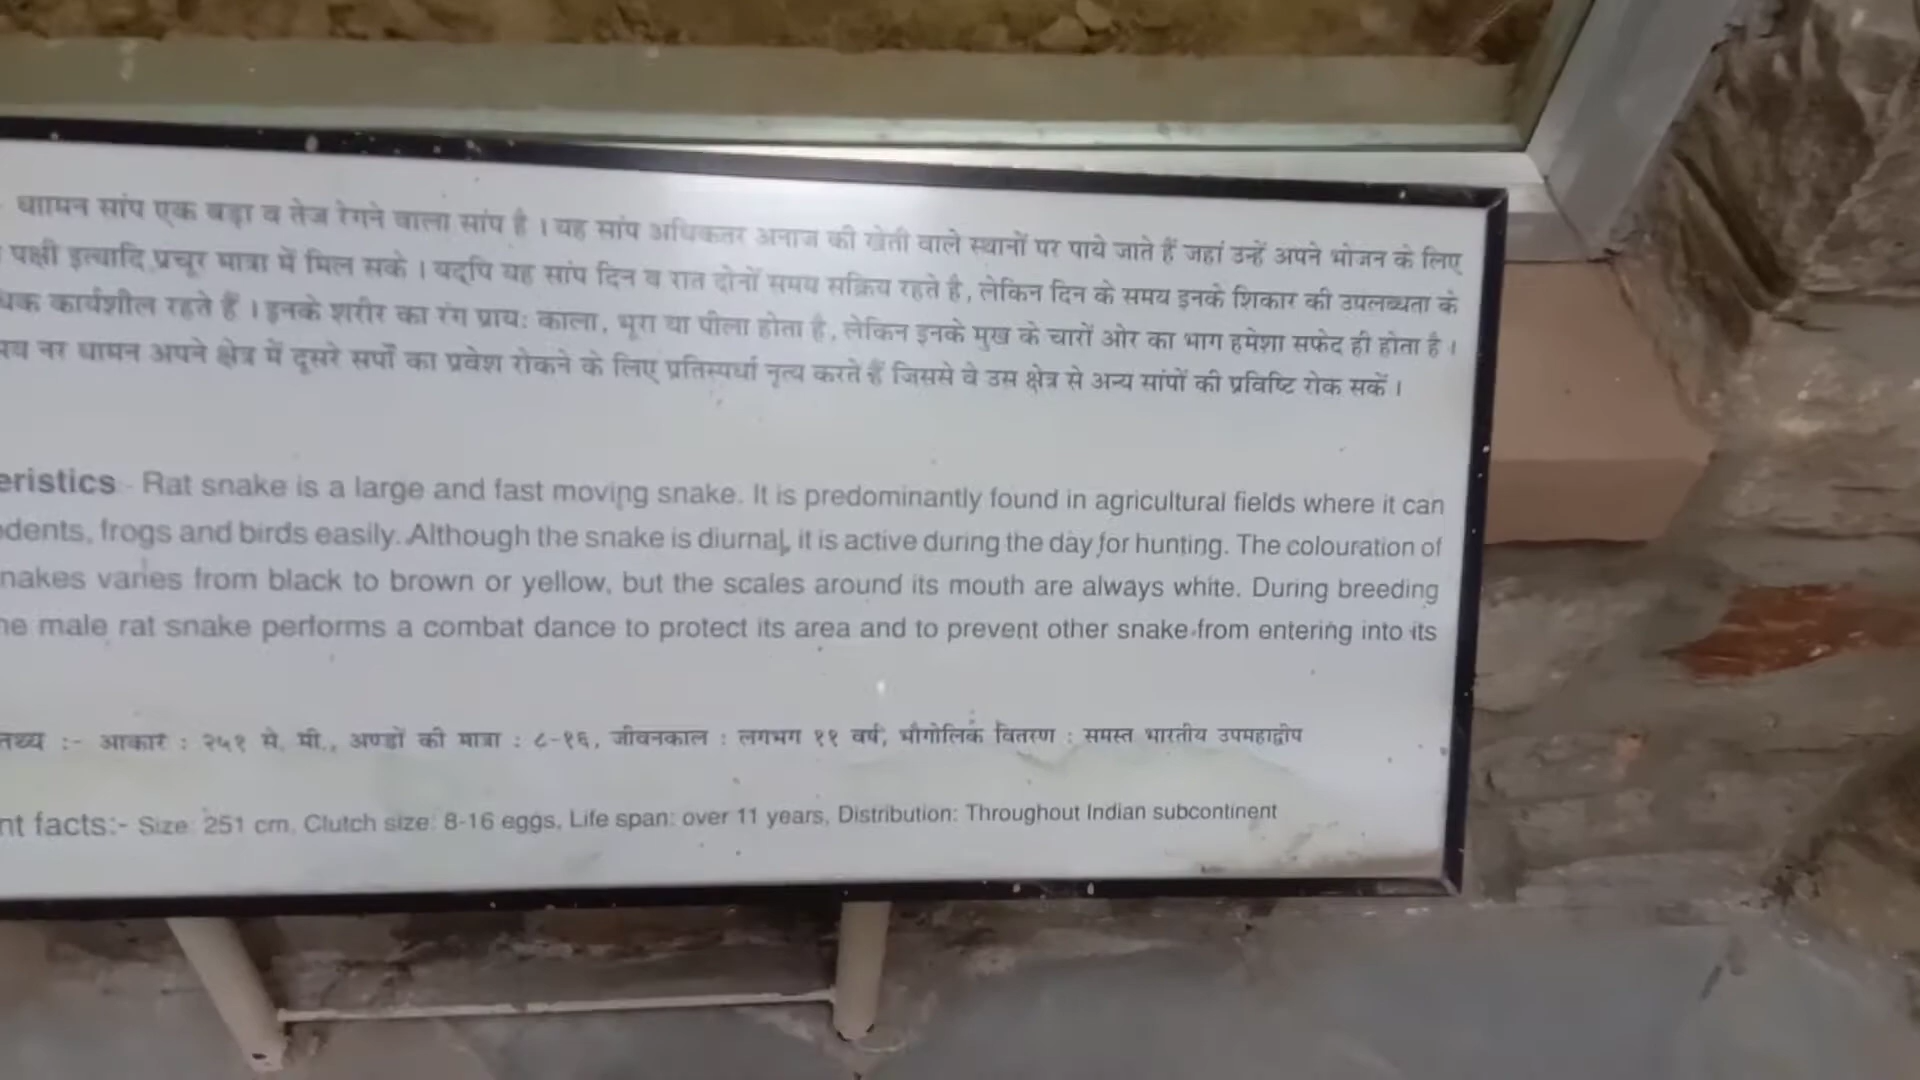 धाामिन सांप एक बड़ा व तेज रेगने वाला सांप है । यह सांप अधिकतर अनाज की खेती वाले स्थानों पर पाये जाते हैं जहां उन्हें अपने भोजन के लिए
पक्षी इत्यादि प्रचूर मात्रा में मिल सके । यद्पि यह सांप दिन व रात दोनों समय सक्रिय रहते है, लेकिन दिन के समय इनके शिकार की उपलब्धता के
कार्यशील रहते हैं । इनके शरीर का रंग प्रायः काला, भूरा या पीला होता है, लेकिन इनके मुख के चारों ओर का भाग हमेशा सफेद ही होता है ।
नर धामन अपने क्षेत्र में दूसरे सर्पों का प्रवेश रोकने के लिए प्रतिस्पर्धा नृत्य करते हैं जिससे वे उस क्षेत्र से अन्य सांपों की प्रविष्टि रोक सकें ।
eristics - Rat snake is a large and fast moving snake. It is predominantly found in agricultural fields where it can
dents, frogs and birds easily. Although the snake is diurnal, it is active during the day for hunting. The colouration of
nakes varies from black to brown or yellow, but the scales around its mouth are always white. During breeding
he male rat snake performs a combat dance to protect its area and to prevent other snake from entering into its
तथ्य :- आकार : २५१ से. मी., अण्डों की मात्रा : ८-१६, जीवनकाल : लगभग ११ वर्ष, भौगोलिक वितरण : समस्त भारतीय उपमहाद्वीप
nt facts:- Size: 251 cm, Clutch size: 8-16 eggs, Life span: over 11 years, Distribution: Throughout Indian subcontinent